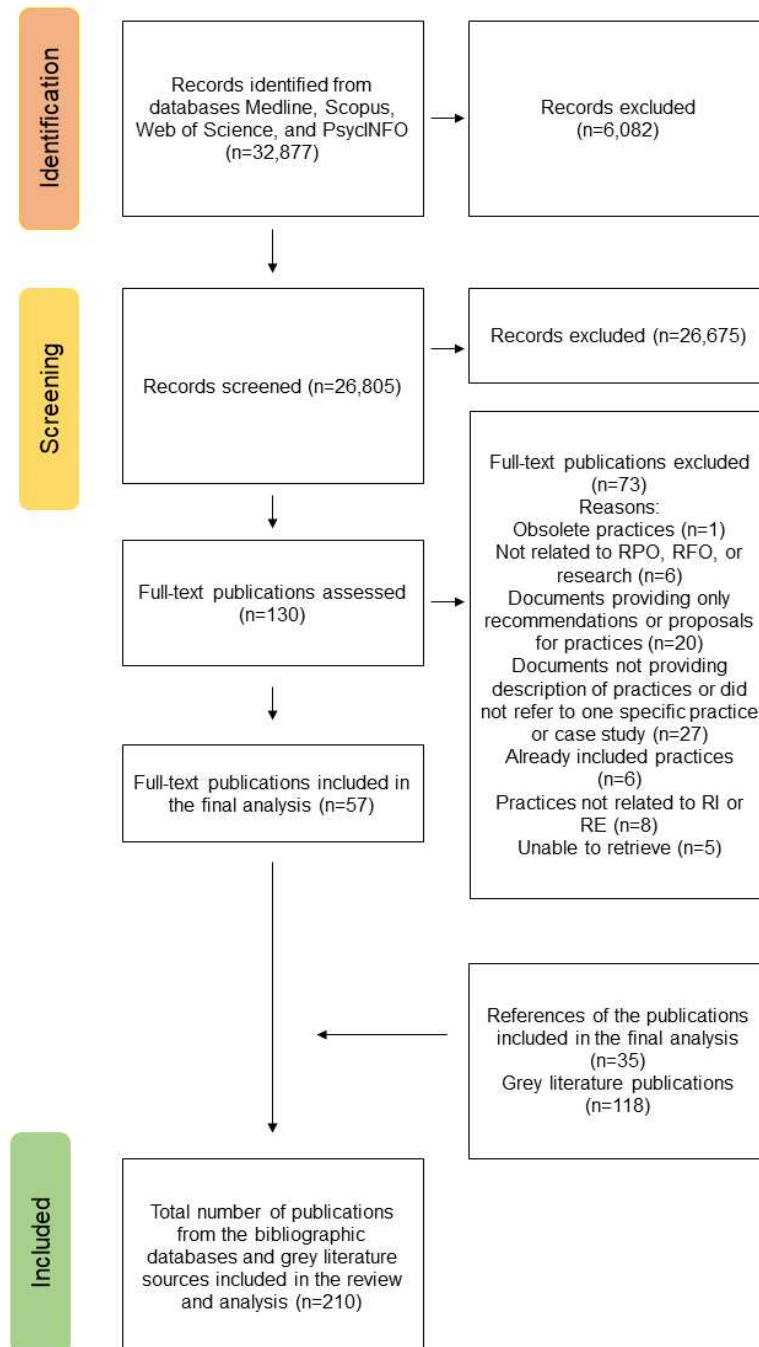 Identification
Records identified from
databases Medline, Scopus,
Web of Science, and PsycINFO
(n=32,877)
Records excluded
(n=6,082)
Screening
Records screened (n=26,805)
Records excluded (n=26,675)
Full-text publications assessed
(n=130)
Full-text publications excluded
(n=73)
Reasons:
Obsolete practices (n=1)
Not related to RPO, RFO, or
research (n=6)
Documents providing only
recommendations or proposals
for practices (n=20)
Documents not providing
description of practices or did
not refer to one specific practice
or case study (n=27)
Already included practices
(n=6)
Practices not related to RI or
RE (n=8)
Unable to retrieve (n=5)
Full-text publications included in
the final analysis (n=57)
References of the publications
included in the final analysis
(n=35)
Grey literature publications
(n=118)
Included
Total number of publications
from the bibliographic
databases and grey literature
sources included in the review
and analysis (n=210)